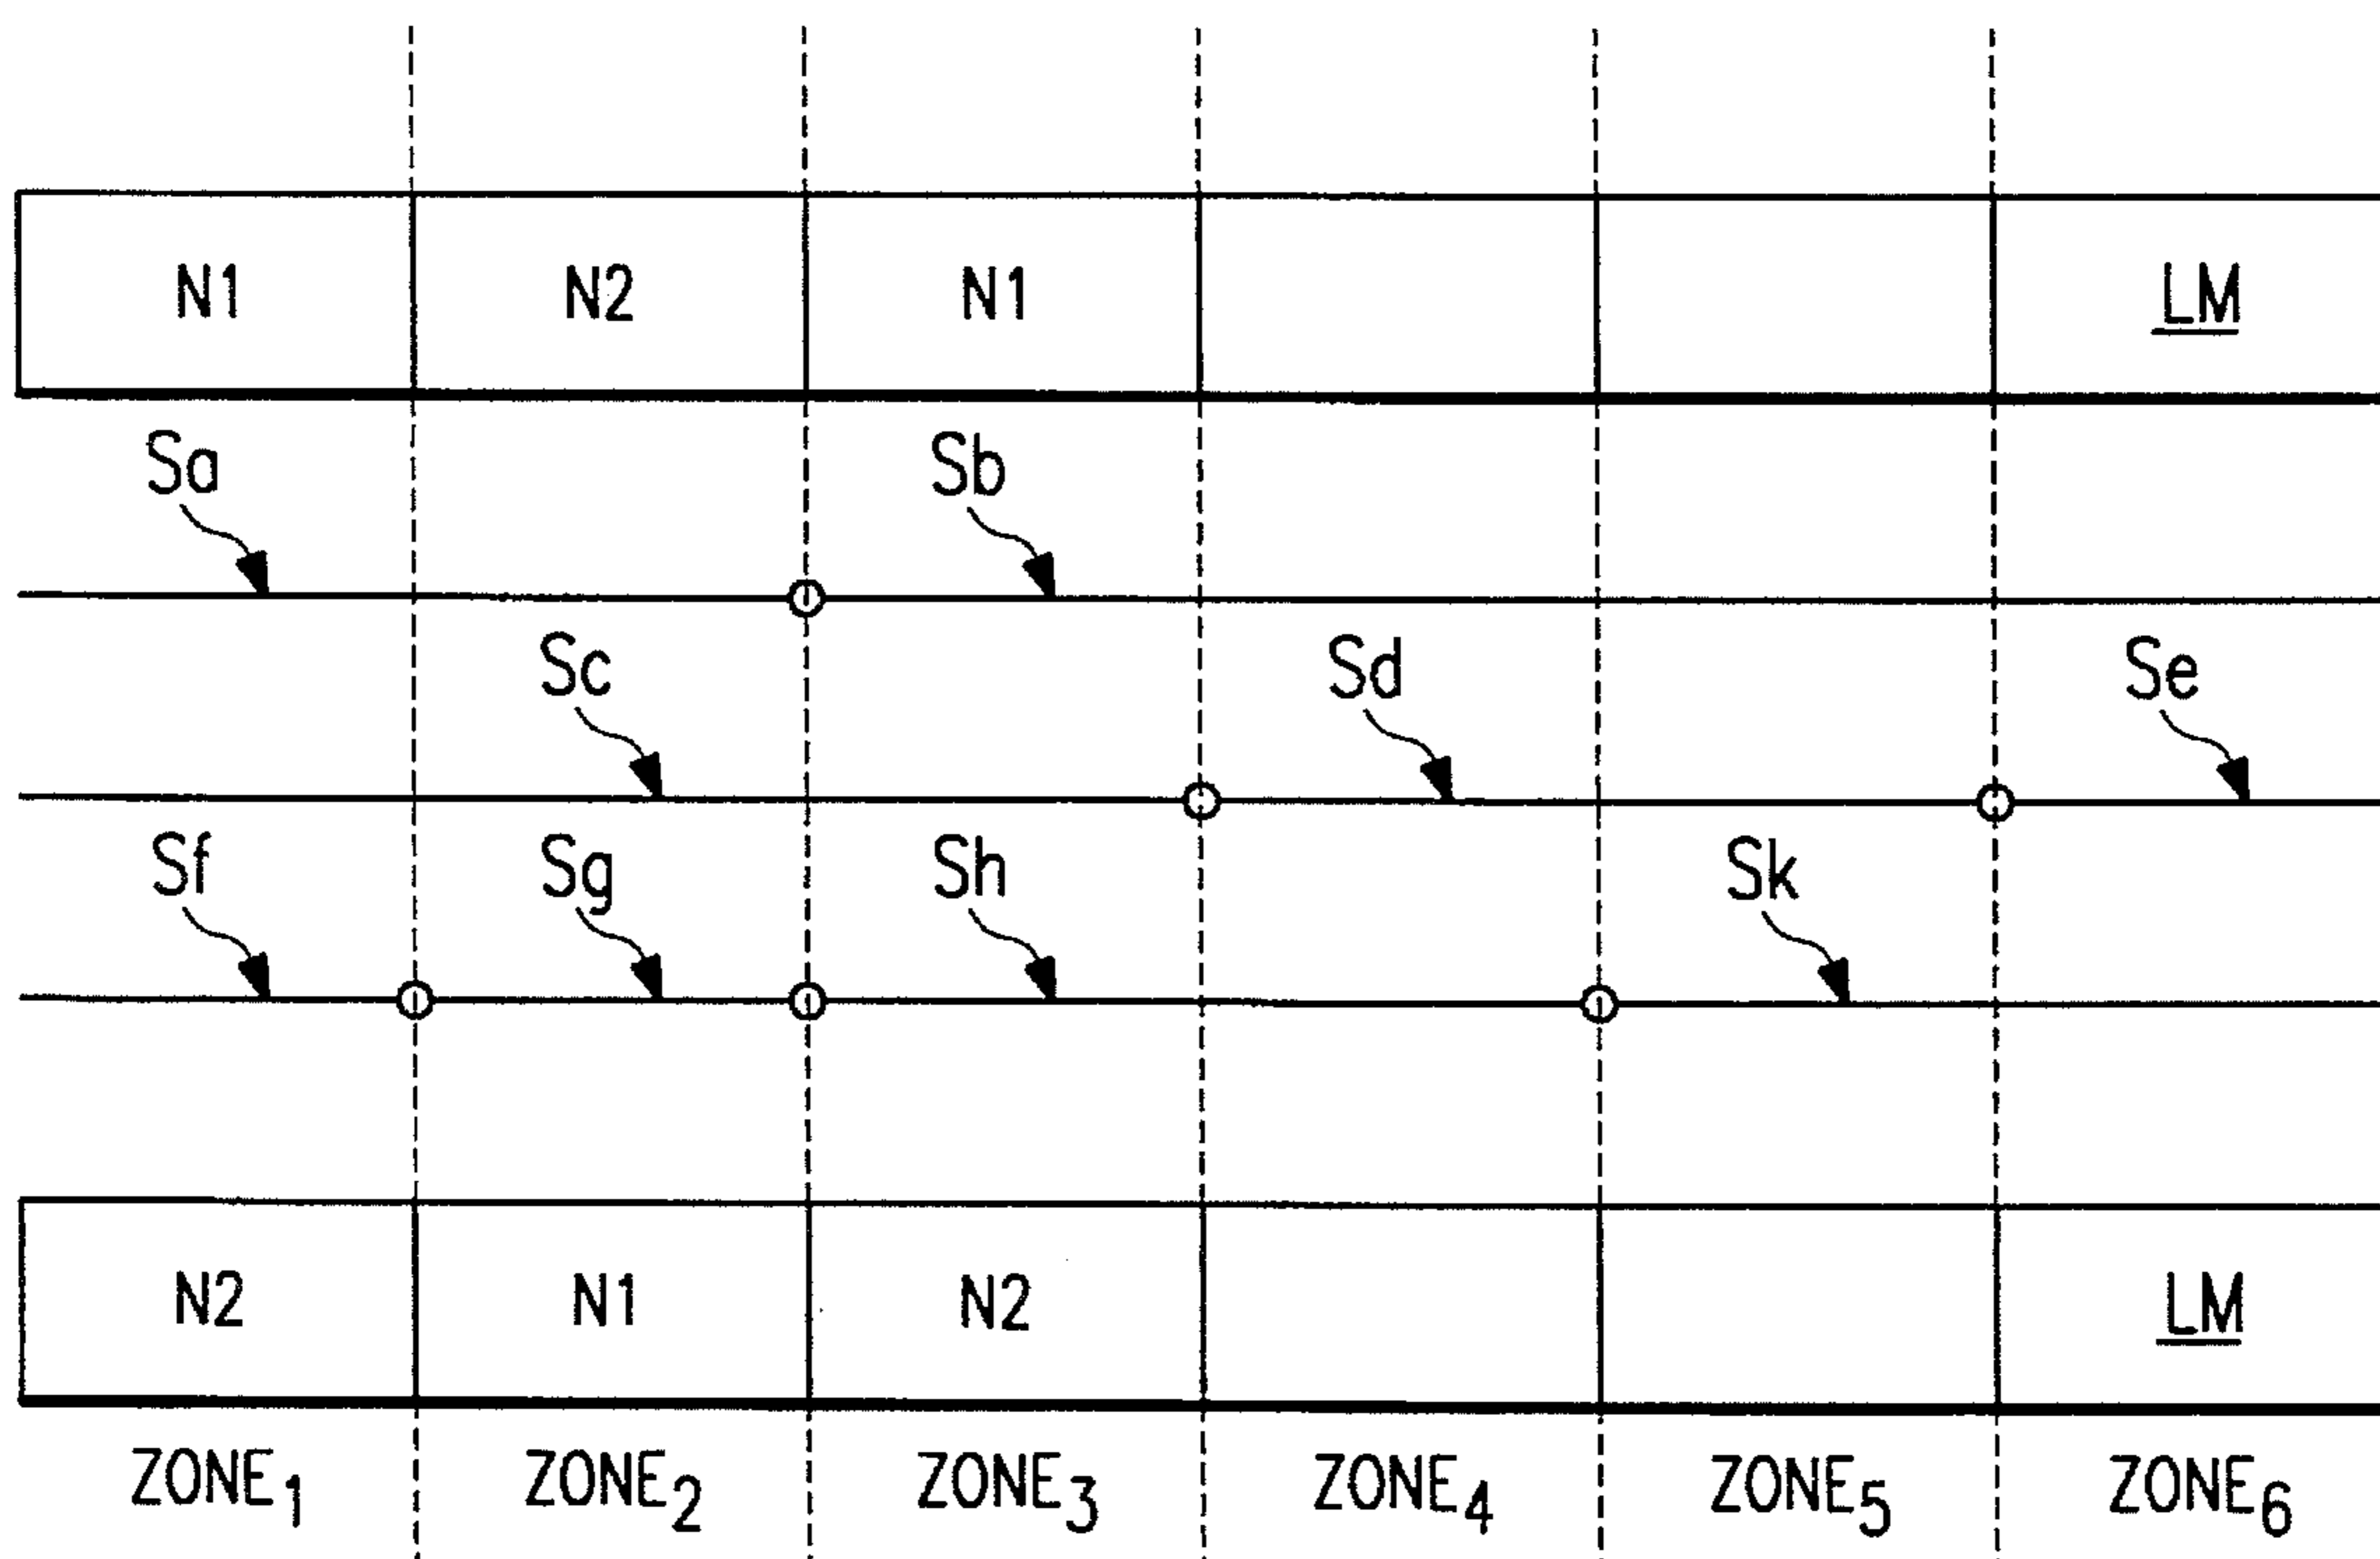 N1 N2 N1 LM
Sa Sb
Sc Sd Se
Sf Sg Sh Sk
N2 N1 N2 LM
ZONE1 ZONE2 ZONE3 ZONE4 ZONE5 ZONE6